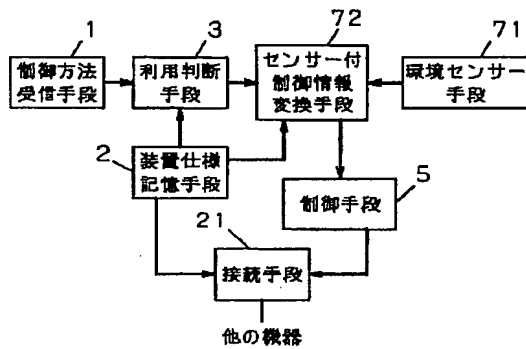 1
3
72
71
制御方法
受信手段
利用判断
手段
センサー付
制御情報
変換手段
環境センサー
手段
2
装置仕様
記憶手段
5
制御手段
21
接続手段
他の機器